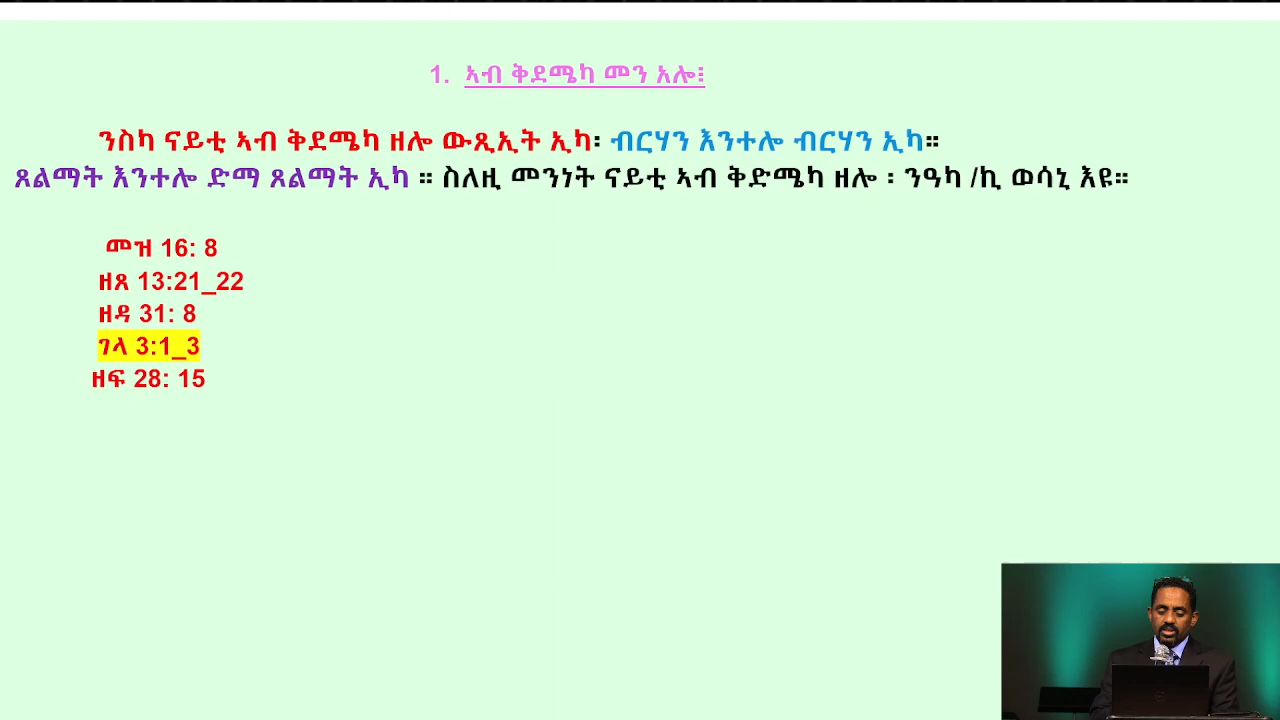 1. ኣብ ቅደሜካ መን አሎ፧
ንስካ ናይቲ ኣብ ቅደሜካ ዘሎ ውጺኢት ኢካ፡ ብርሃን እንተሎ ብርሃን ኢካ።
ጸልማት እንተሎ ድማ ጸልማት ኢካ ። ስለዚ መንነት ናይቲ ኣብ ቅድሜካ ዘሎ ፡ ንዓካ /ኪ ወሳኒ እዩ።
መዝ 16: 8
ዘጸ 13:21_22
ዘዳ 31: 8
ገላ 3:1_3
ዘፍ 28: 15